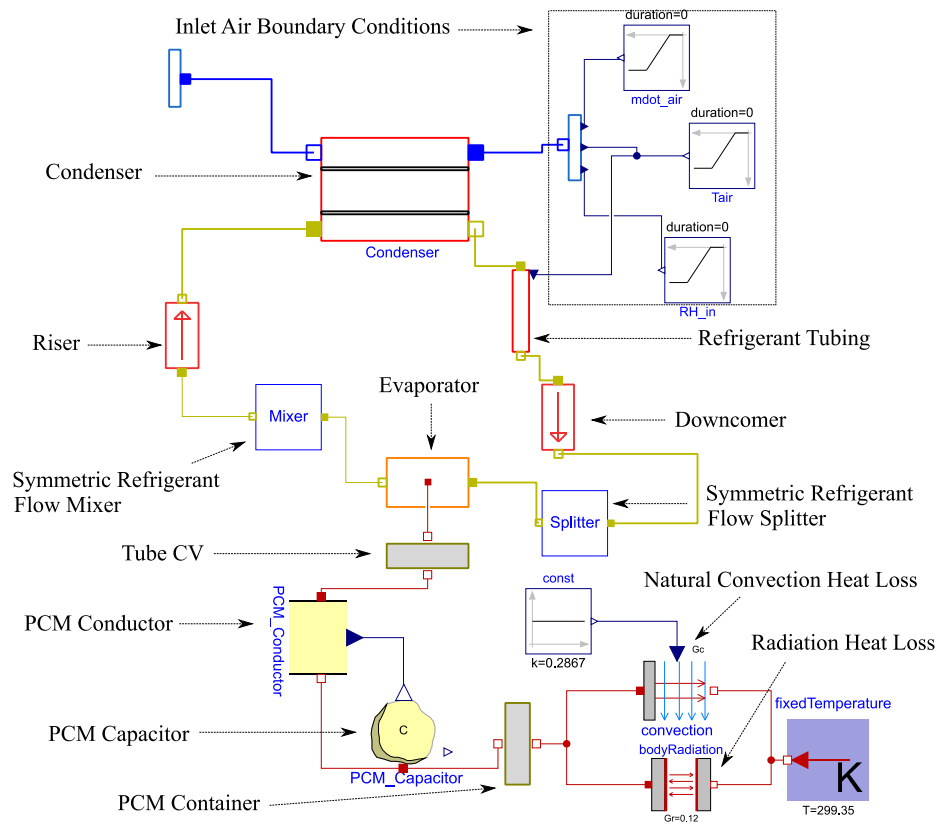 Inlet Air Boundary Conditions
duration=0
mdot_air
duration=0
Tair
duration=0
RH_in
Condenser
Condenser
Riser
Refrigerant Tubing
Evaporator
Downcomer
Mixer
Symmetric Refrigerant
Flow Mixer
Splitter
Symmetric Refrigerant
Flow Splitter
Tube CV
const
k=0.2867
Natural Convection Heat Loss
Gc
Radiation Heat Loss
PCM Conductor
PCM_Conductor
PCM Capacitor
C
PCM_Capacitor
PCM Container
convection
bodyRadiation
Gr=0.12
fixedTemperature
K
T=299.35